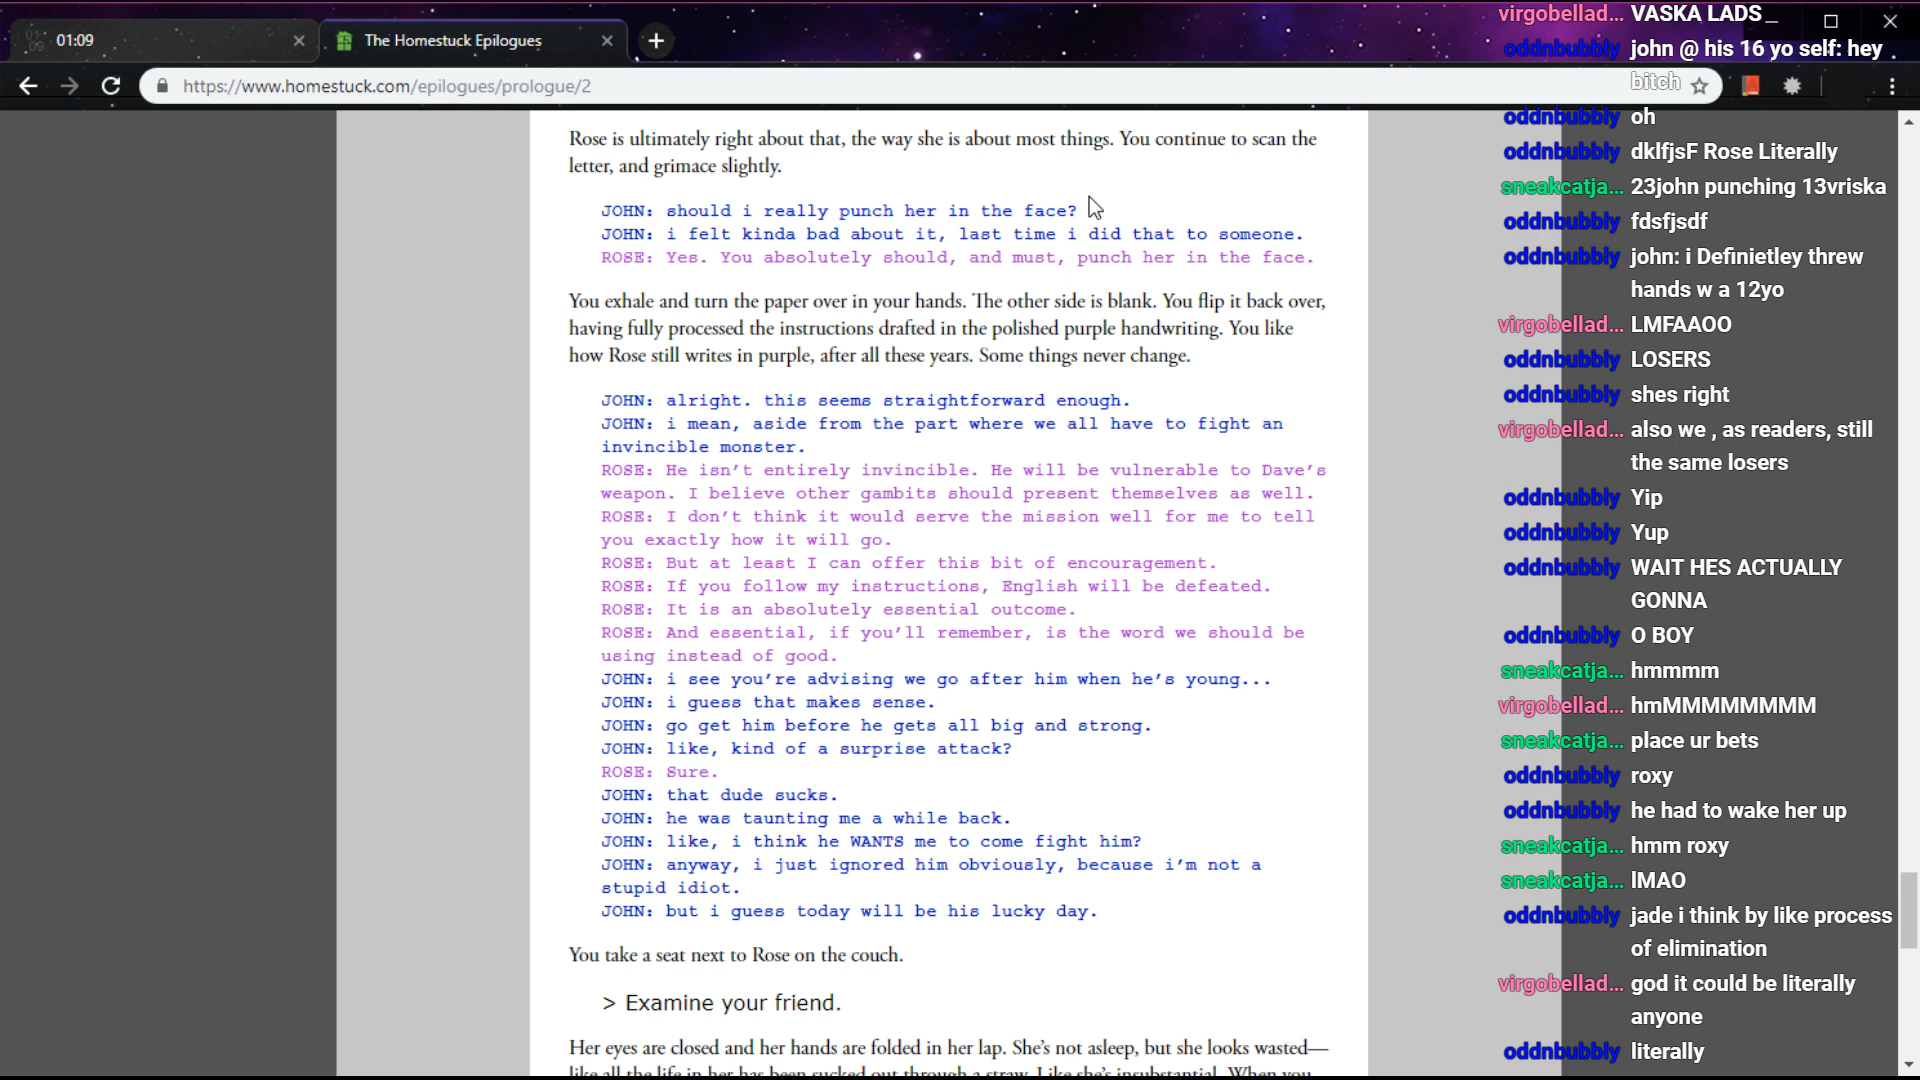 01:09
The Homestuck Epilogues
https://www.homestuck.com/epilogues/prologue/2
Rose is ultimately right about that, the way she is about most things. You continue to scan the
letter, and grimace slightly.
JOHN: should i really punch her in the face?
JOHN: i felt kinda bad about it, last time i did that to someone.
ROSE: Yes. You absolutely should, and must, punch her in the face.
You exhale and turn the paper over in your hands. The other side is blank. You flip it back over,
having fully processed the instructions drafted in the polished purple handwriting. You like
how Rose still writes in purple, after all these years. Some things never change.
JOHN: alright. this seems straightforward enough.
JOHN: i mean, aside from the part where we all have to fight an
invincible monster.
ROSE: He isn't entirely invincible. He will be vulnerable to Dave's
weapon. I believe other gambits should present themselves as well.
ROSE: I don't think it would serve the mission well for me to tell
you exactly how it will go.
ROSE: But at least I can offer this bit of encouragement.
ROSE: If you follow my instructions, English will be defeated.
ROSE: It is an absolutely essential outcome.
ROSE: And essential, if you'll remember, is the word we should be
using instead of good.
JOHN: i see you're advising we go after him when he's young...
JOHN: i guess that makes sense.
JOHN: go get him before he gets all big and strong.
JOHN: like, kind of a surprise attack?
ROSE: Sure.
JOHN: that dude sucks.
JOHN: he was taunting me a while back.
JOHN: like, i think he WANTS me to come fight him?
JOHN: anyway, i just ignored him obviously, because i'm not a
stupid idiot.
JOHN: but i guess today will be his lucky day.
You take a seat next to Rose on the couch.
> Examine your friend.
Her eyes are closed and her hands are folded in her lap. She's not asleep, but she looks wasted—
like all the life in her has been sucked out through a straw. Like she's insubstantial. When you
virgobellad... VASKA LADS
oddnbubbly john @ his 16 yo self: hey
bitch
oddnbubbly oh
oddnbubbly dklfjsF Rose Literally
sneakcatja... 23john punching 13vriska
oddnbubbly fdsfjsdf
oddnbubbly john: i Definietley threw
hands w a 12yo
virgobellad... LMFAAOO
oddnbubbly LOSERS
oddnbubbly shes right
virgobellad... also we , as readers, still
the same losers
oddnbubbly Yip
oddnbubbly Yup
oddnbubbly WAIT HES ACTUALLY
GONNA
oddnbubbly O BOY
sneakcatja... hmmmm
virgobellad... hmMMMMMMMM
sneakcatja... place ur bets
oddnbubbly roxy
oddnbubbly he had to wake her up
sneakcatja... hmm roxy
sneakcatja... lMAO
oddnbubbly jade i think by like process
of elimination
virgobellad... god it could be literally
anyone
oddnbubbly literally